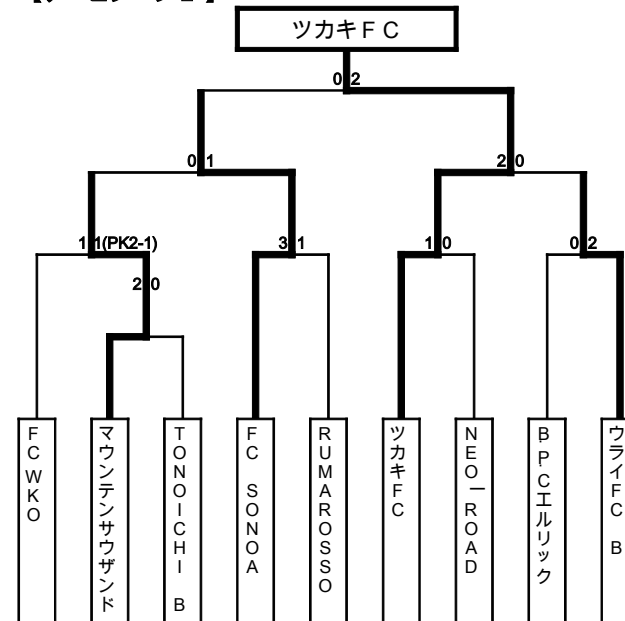 ツカキFC
0 2
0 1
2 0
1 1(PK2-1)
3 1
1 0
0 2
2 0
FC WKO
マウンテンサウザンド
TONOICHI B
FC SONOA
RUMAROSSO
ツカキFC
NEO―ROAD
B.P.Cエルリック
ウライFC B